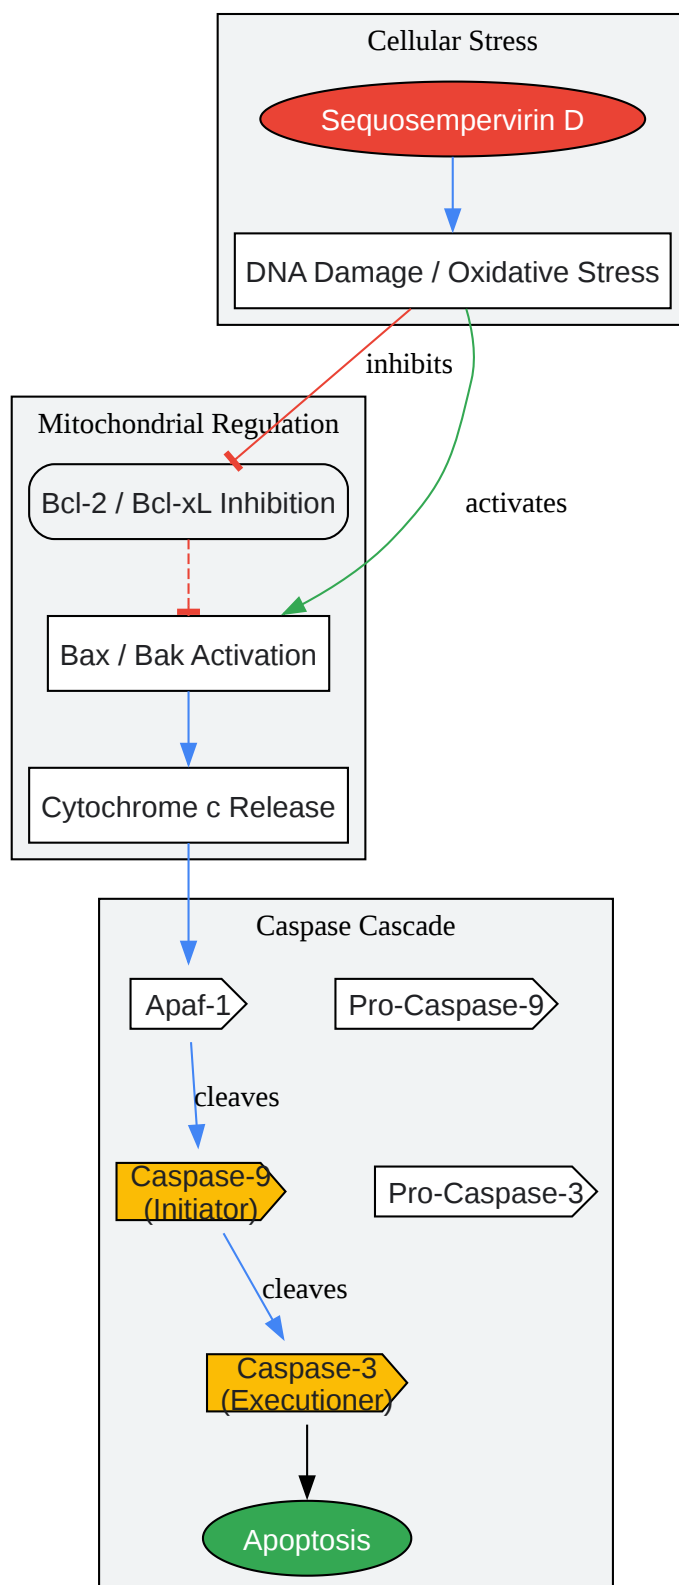 Cellular Stress
Sequosempervirin D
DNA Damage / Oxidative Stress
inhibits
Mitochondrial Regulation
Bcl-2 / Bcl-xL Inhibition
activates
Bax / Bak Activation
Cytochrome c Release
Caspase Cascade
Apaf-1
Pro-Caspase-9
cleaves
Caspase-9
(Initiator)
Pro-Caspase-3
cleaves
Caspase-3
(Executioner)
Apoptosis